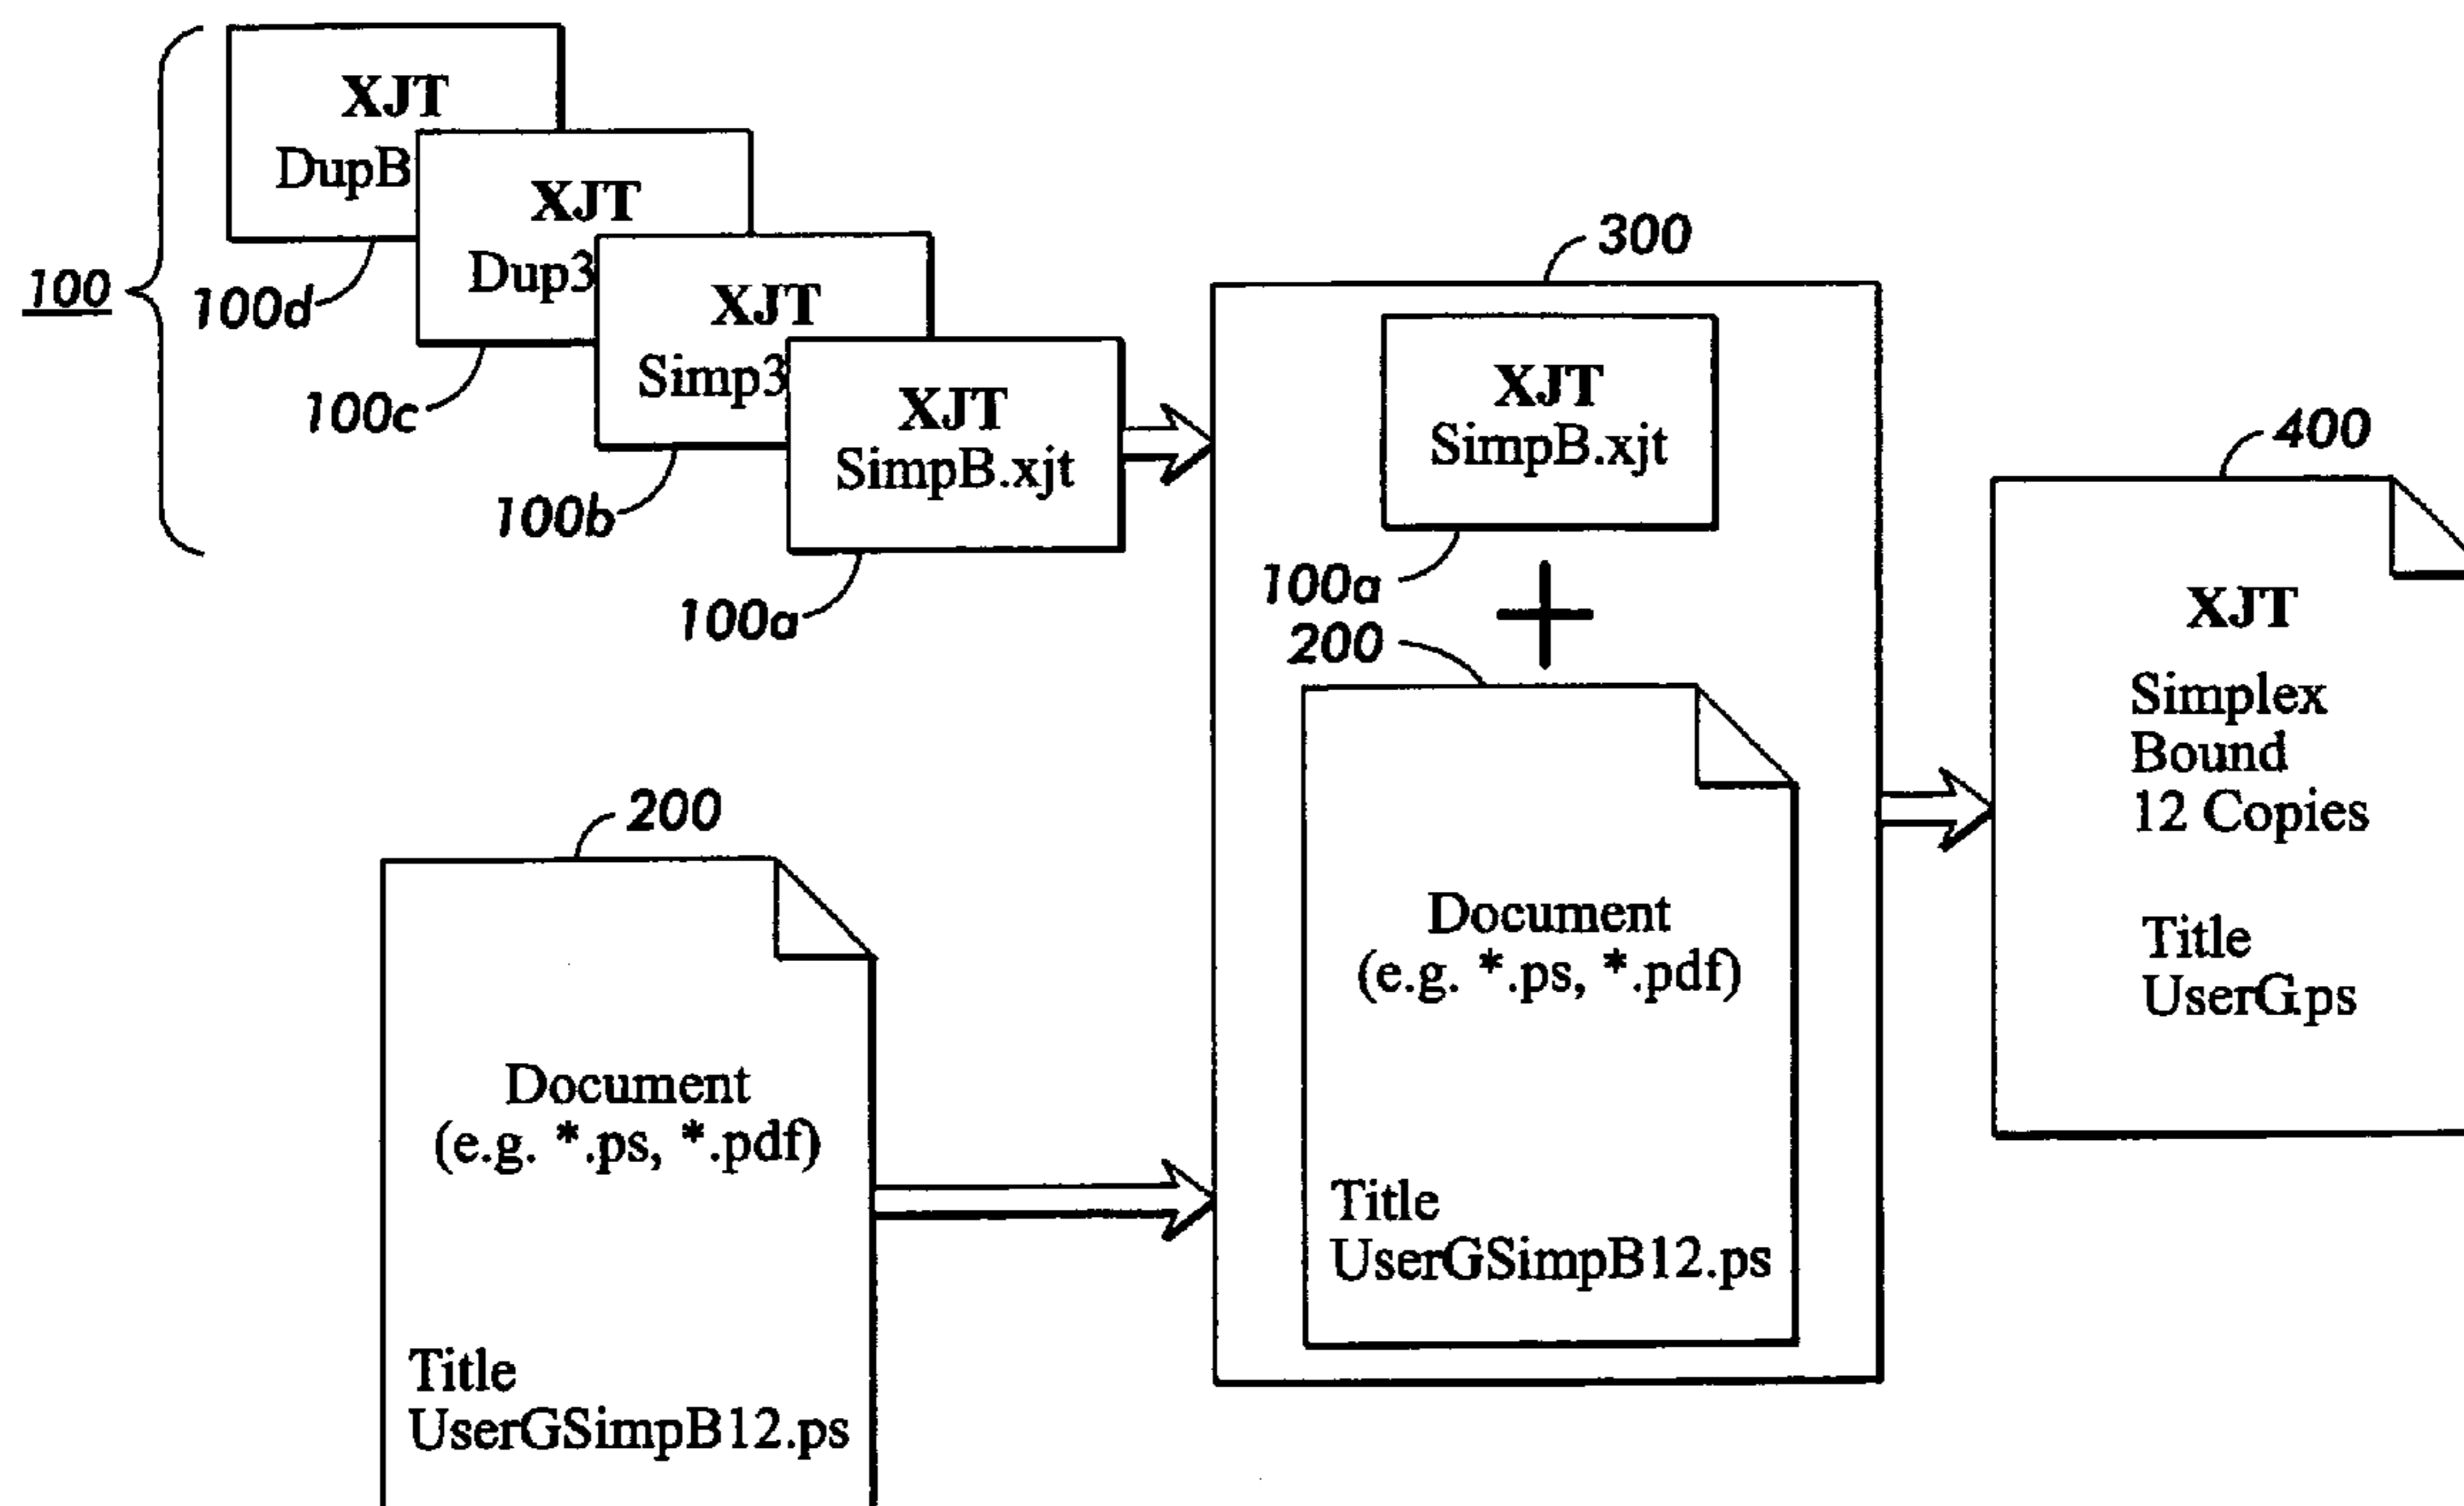 XJT
DupB
XJT
Dup3
XJT
Simp3
XJT
SimpB.xjt
100
100d
100c
100b
100a
300
XJT
SimpB.xjt
100a
+
200
Document
(e.g. *.ps, *.pdf)
Title
UserGSimpB12.ps
400
XJT
Simplex
Bound
12 Copies
Title
UserG.ps
200
Document
(e.g. *.ps, *.pdf)
Title
UserGSimpB12.ps